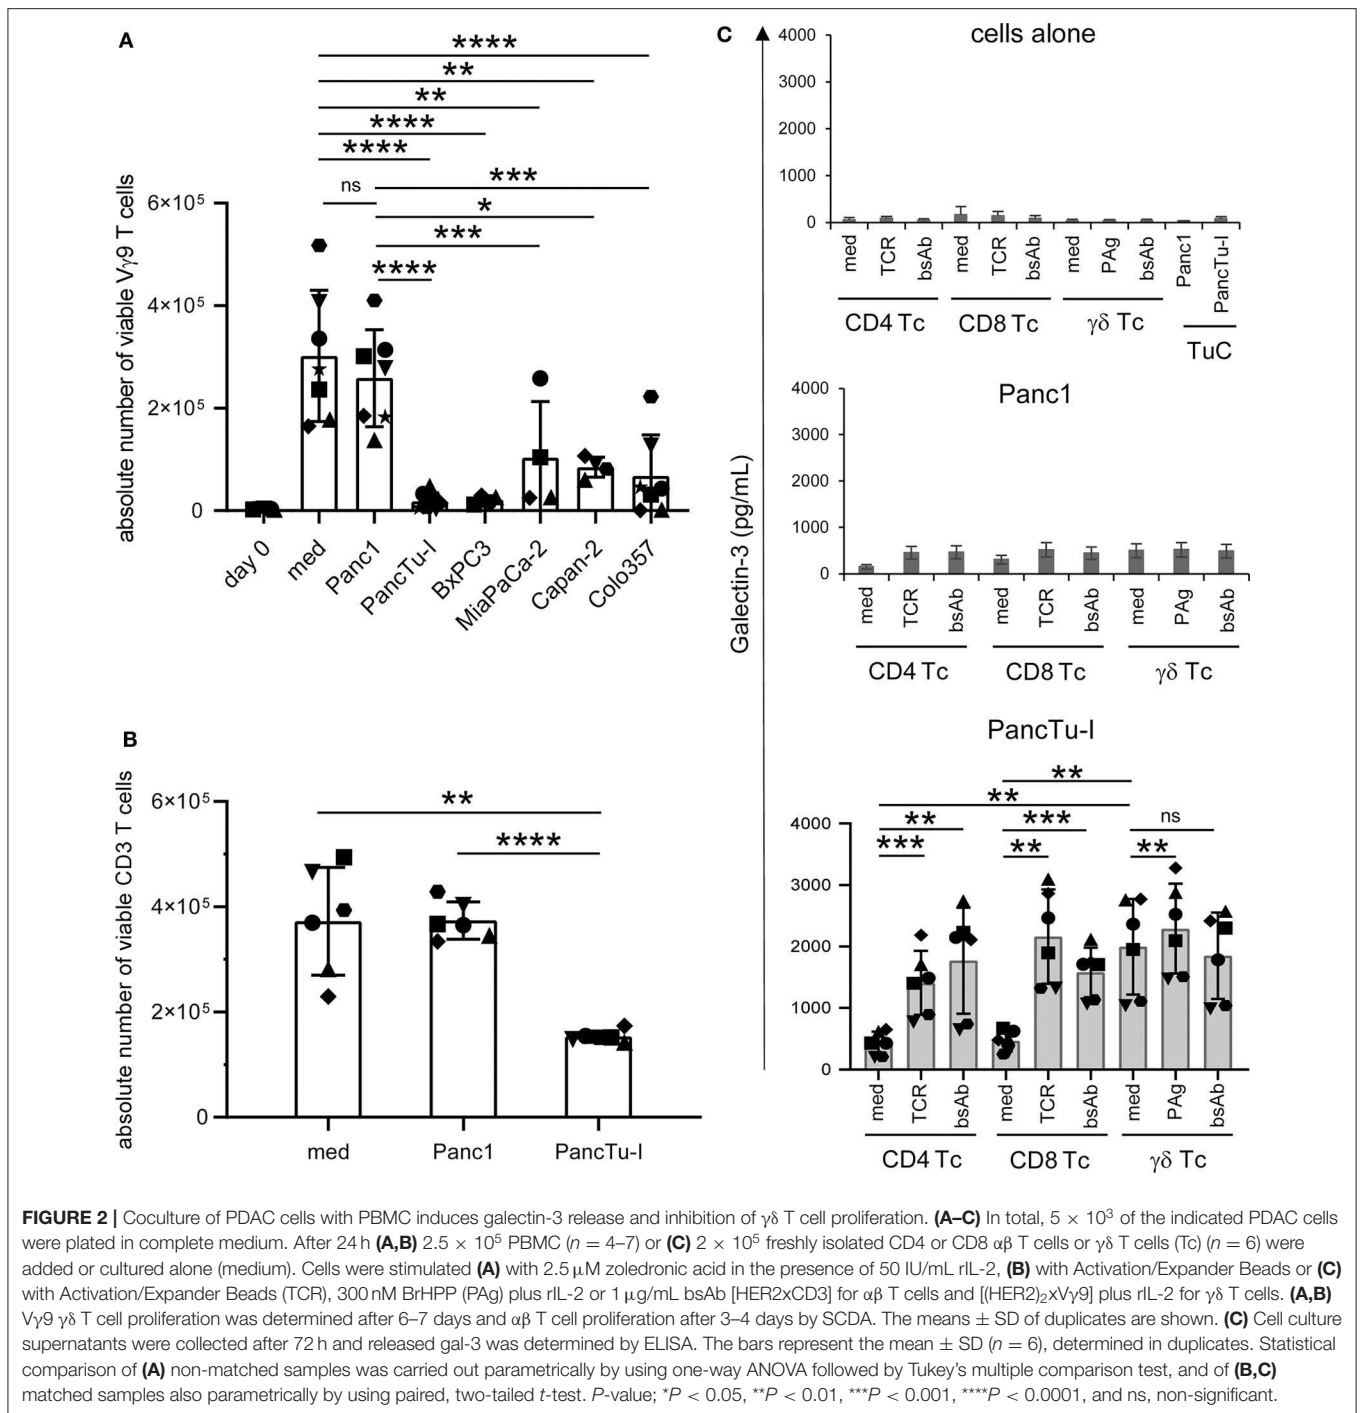 A
****
**
**
****
****
ns
***
*
***
****
absolute number of viable Vγ9 T cells
6×10⁵
4×10⁵
2×10⁵
0
day 0
med
Panc1
PancTu-I
BxPC3
MiaPaCa-2
Capan-2
Colo357
B
**
****
absolute number of viable CD3 T cells
6×10⁵
4×10⁵
2×10⁵
0
med
Panc1
PancTu-I
C
Galectin-3 (pg/mL)
cells alone
4000
3000
2000
1000
0
med
TCR
bsAb
med
TCR
bsAb
med
PAg
bsAb
Panc1
PancTu-I
CD4 Tc
CD8 Tc
γδ Tc
TuC
Panc1
4000
3000
2000
1000
0
med
TCR
bsAb
med
TCR
bsAb
med
PAg
bsAb
CD4 Tc
CD8 Tc
γδ Tc
PancTu-I
**
**
**
***
***
**
ns
**
4000
3000
2000
1000
0
med
TCR
bsAb
med
TCR
bsAb
med
PAg
bsAb
CD4 Tc
CD8 Tc
γδ Tc
FIGURE 2 | Coculture of PDAC cells with PBMC induces galectin-3 release and inhibition of γδ T cell proliferation. (A–C) In total, 5 × 10³ of the indicated PDAC cells
were plated in complete medium. After 24 h (A,B) 2.5 × 10⁵ PBMC (n = 4–7) or (C) 2 × 10⁵ freshly isolated CD4 or CD8 αβ T cells or γδ T cells (Tc) (n = 6) were
added or cultured alone (medium). Cells were stimulated (A) with 2.5 μM zoledronic acid in the presence of 50 IU/mL rIL-2, (B) with Activation/Expander Beads or (C)
with Activation/Expander Beads (TCR), 300 nM BrHPP (PAg) plus rIL-2 or 1 μg/mL bsAb [HER2xCD3] for αβ T cells and [(HER2)₂xVγ9] plus rIL-2 for γδ T cells. (A,B)
Vγ9 γδ T cell proliferation was determined after 6–7 days and αβ T cell proliferation after 3–4 days by SCDA. The means ± SD of duplicates are shown. (C) Cell culture
supernatants were collected after 72 h and released gal-3 was determined by ELISA. The bars represent the mean ± SD (n = 6), determined in duplicates. Statistical
comparison of (A) non-matched samples was carried out parametrically by using one-way ANOVA followed by Tukey's multiple comparison test, and of (B,C)
matched samples also parametrically by using paired, two-tailed t-test. P-value; *P < 0.05, **P < 0.01, ***P < 0.001, ****P < 0.0001, and ns, non-significant.